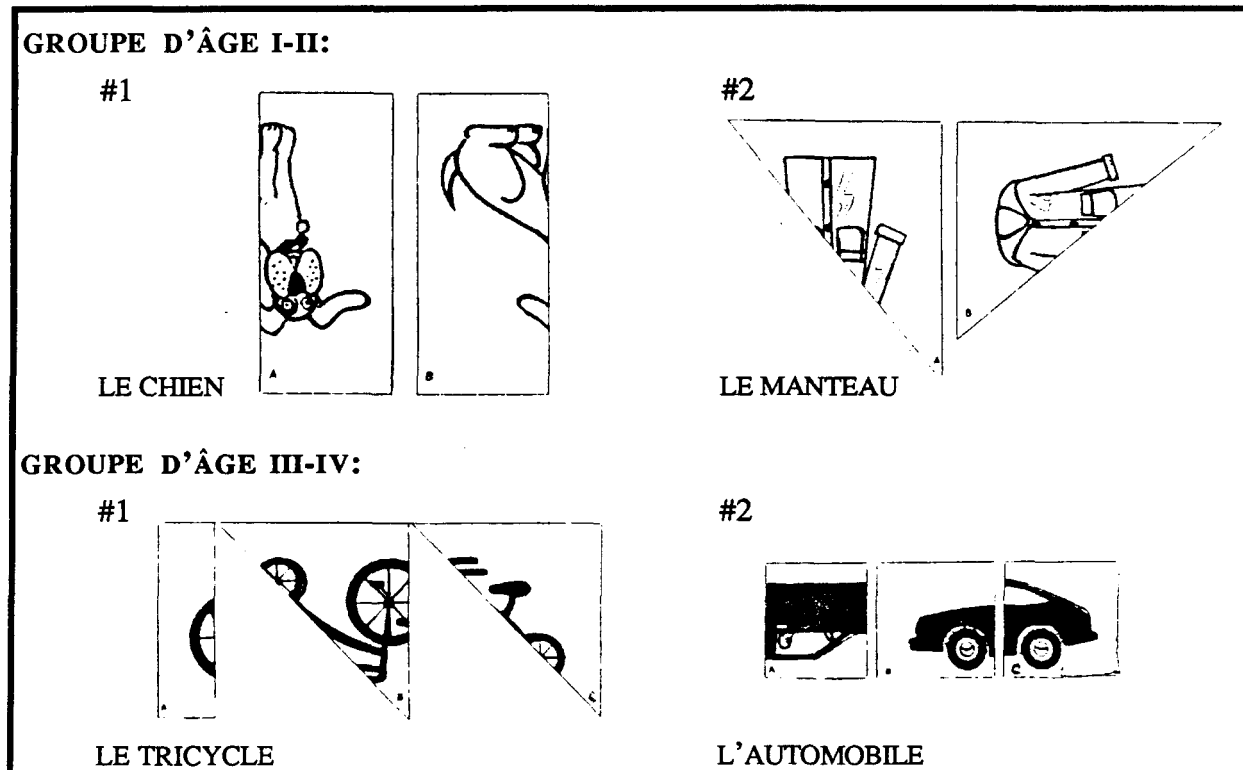 GROUPE D'ÂGE I-II:
#1 #2
A B A B
LE CHIEN LE MANTEAU
GROUPE D'ÂGE III-IV:
#1 #2
A B C A B C
LE TRICYCLE L'AUTOMOBILE